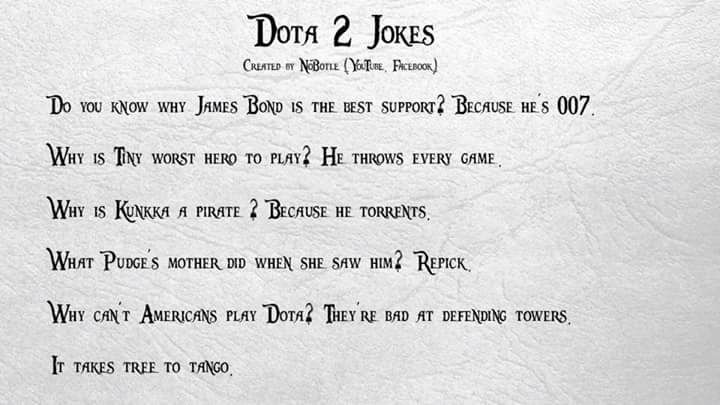 Dota 2 Jokes
Created by NoBotle (YouTube, Facebook)
Do you know why James Bond is the best support? Because he's 007.
Why is Tiny worst hero to play? He throws every game.
Why is Kunkka a pirate ? Because he torrents.
What Pudge's mother did when she saw him? Repick.
Why can't Americans play Dota? They're bad at defending towers.
It takes tree to tango.